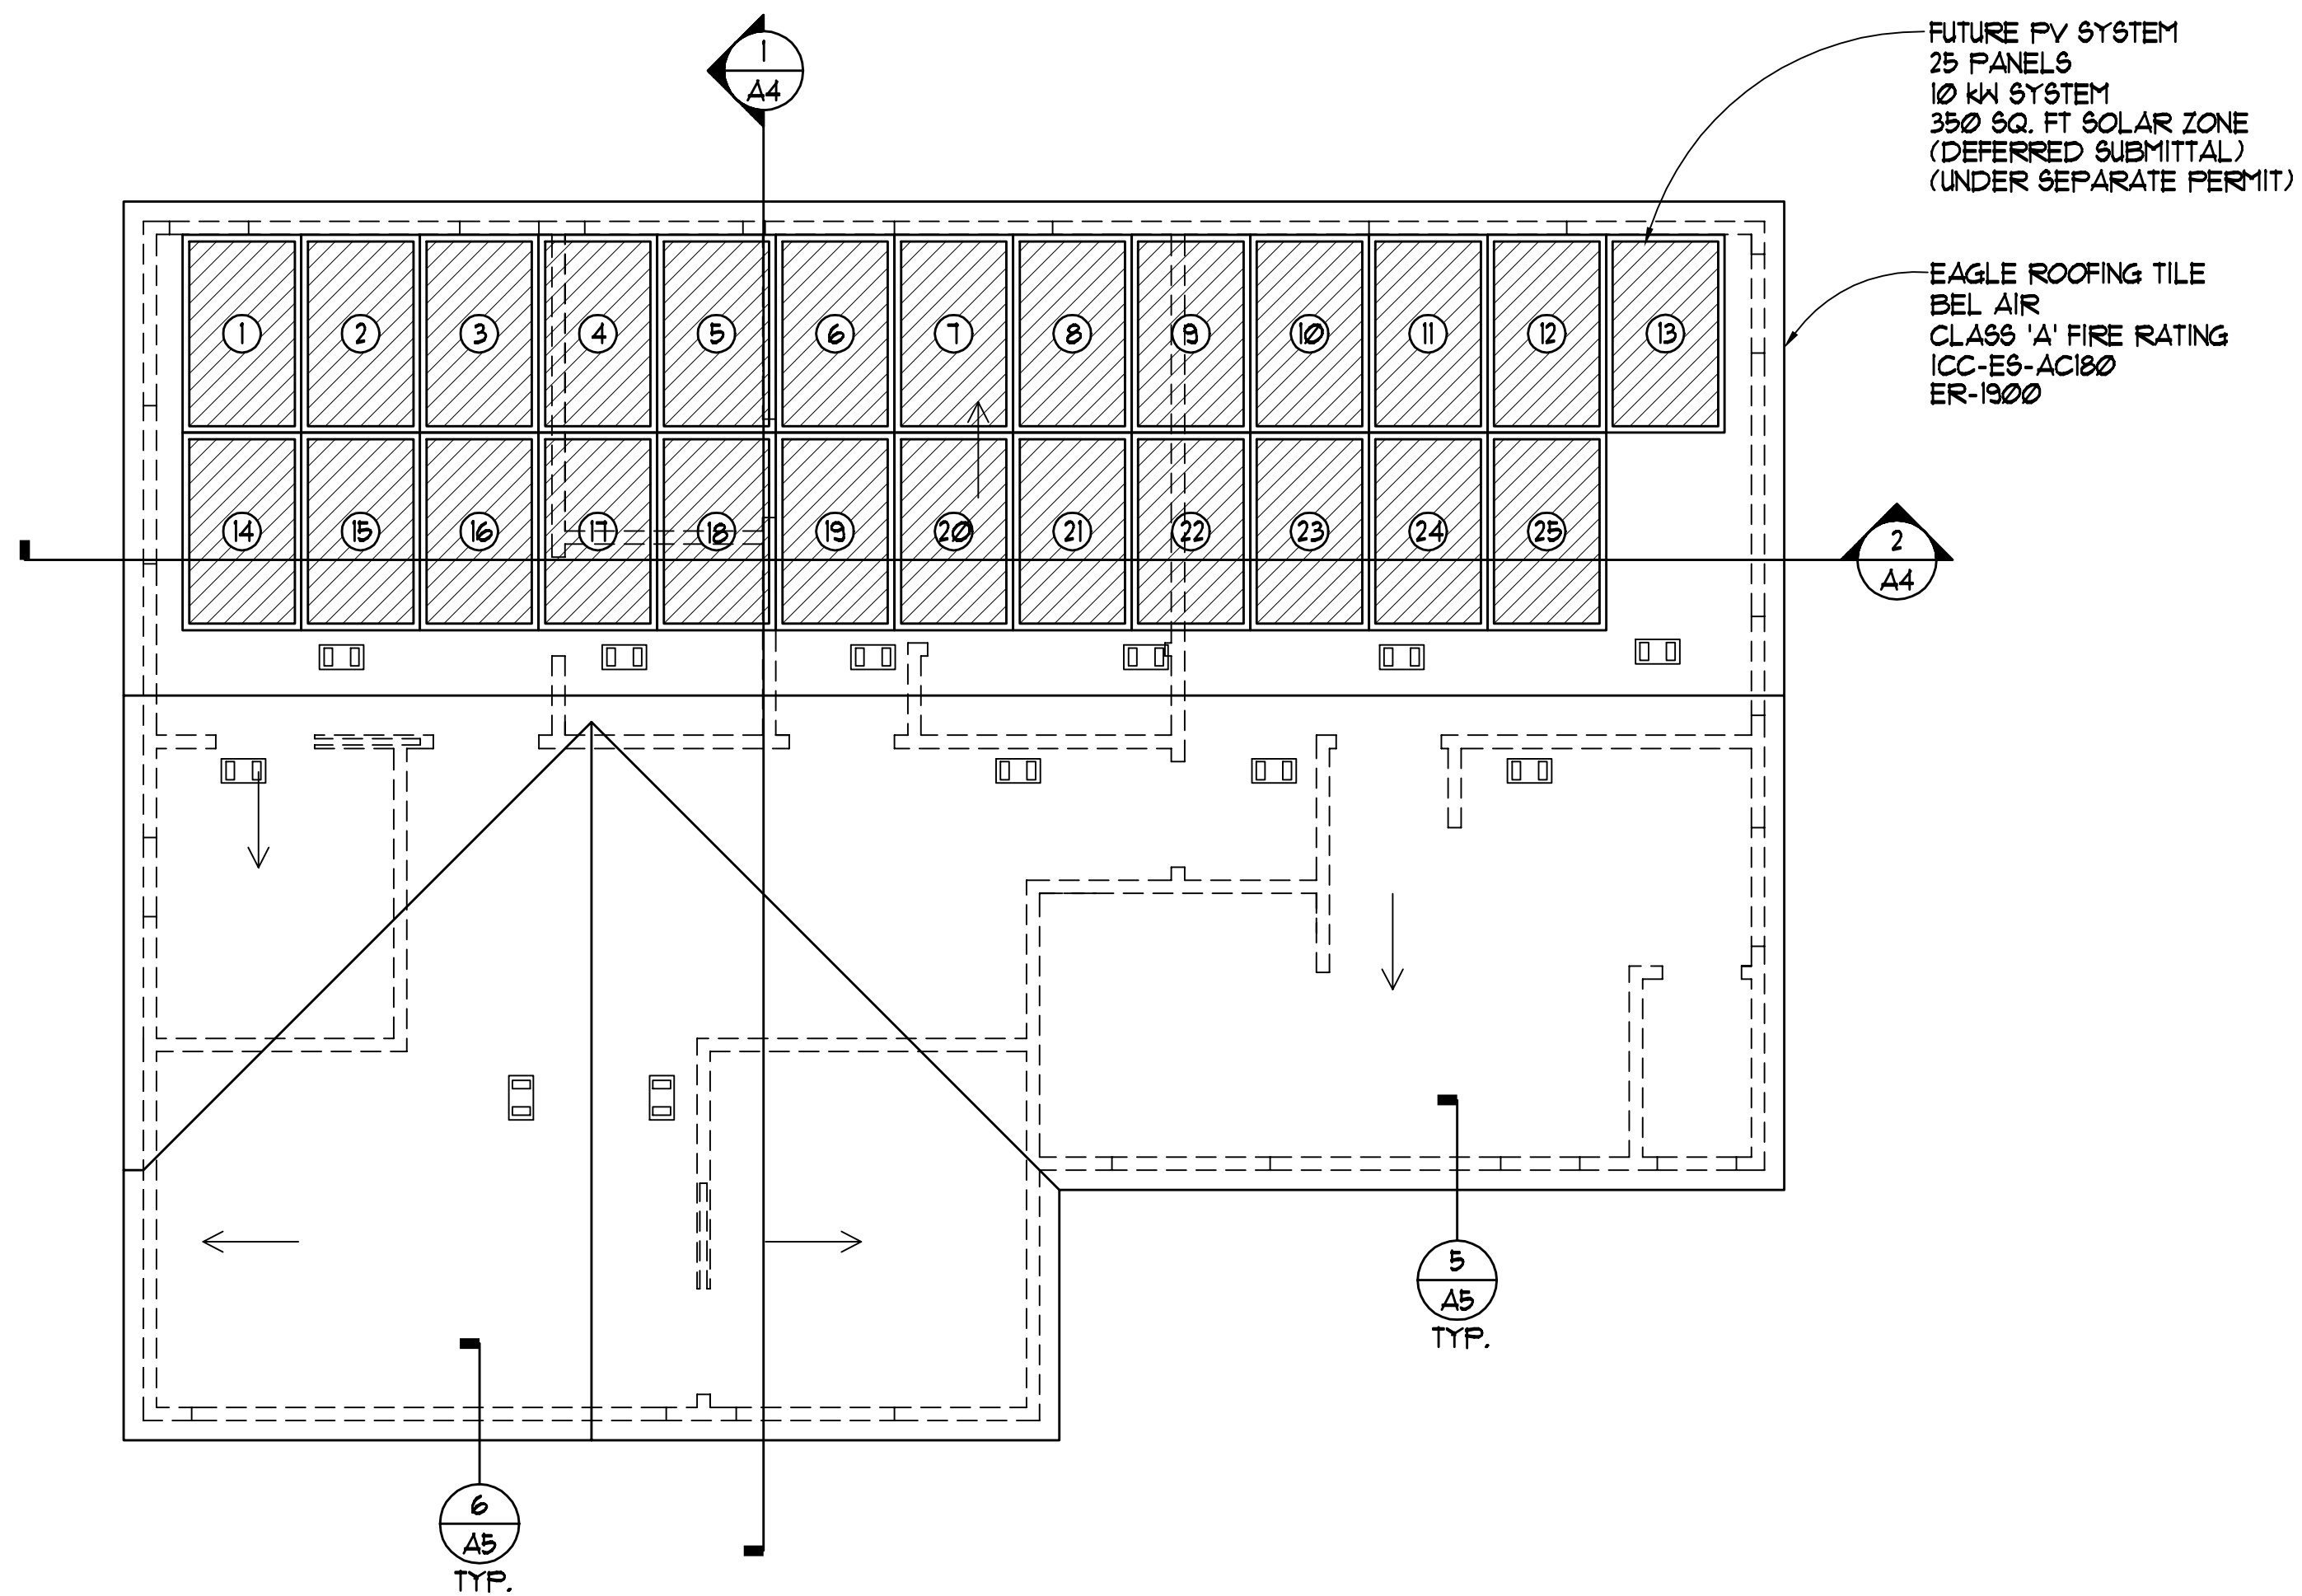 1
A4
FUTURE PV SYSTEM
25 PANELS
10 kW SYSTEM
350 SQ. FT SOLAR ZONE
(DEFERRED SUBMITTAL)
(UNDER SEPARATE PERMIT)
EAGLE ROOFING TILE
BEL AIR
CLASS 'A' FIRE RATING
ICC-ES-AC180
ER-1900
1 2 3 4 5 6 7 8 9 10 11 12 13
14 15 16 17 18 19 20 21 22 23 24 25
2
A4
5
A5
TYP.
6
A5
TYP.